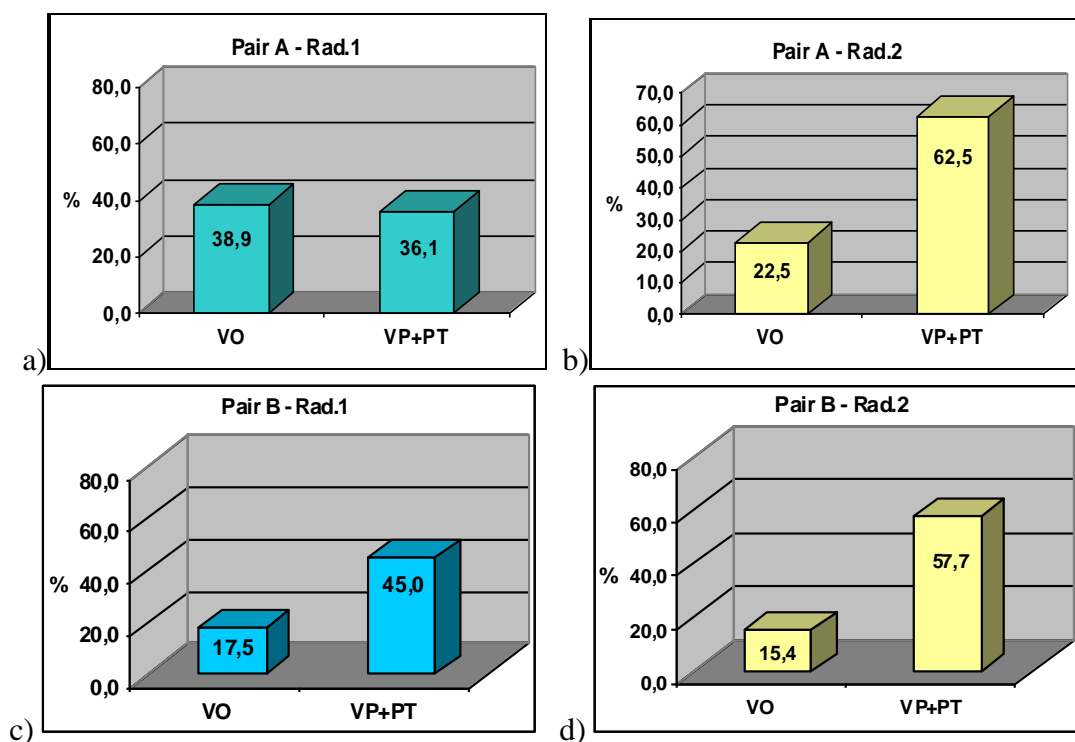 Pair A - Rad.1
80,0
60,0
40,0
20,0
0,0
%
38,9
36,1
VO
VP+PT
a)
Pair A - Rad.2
70,0
60,0
50,0
40,0
30,0
20,0
10,0
0,0
%
22,5
62,5
VO
VP+PT
b)
Pair B - Rad.1
80,0
60,0
40,0
20,0
0,0
%
17,5
45,0
VO
VP+PT
c)
Pair B - Rad.2
80,0
60,0
40,0
20,0
0,0
%
15,4
57,7
VO
VP+PT
d)